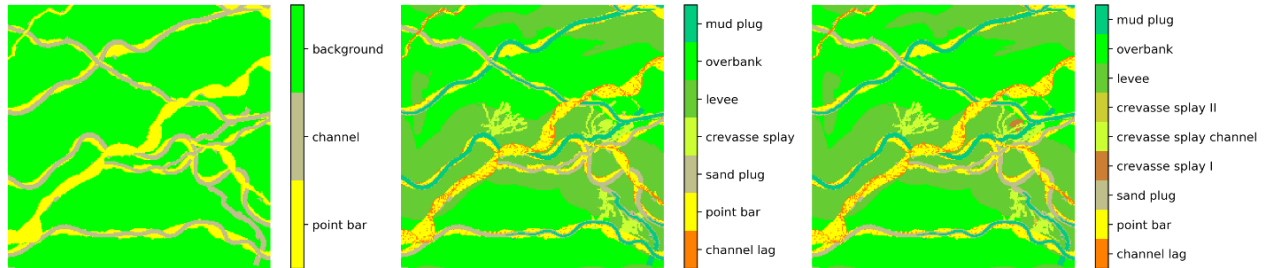 background
channel
point bar
mud plug
overbank
levee
crevasse splay
sand plug
point bar
channel lag
mud plug
overbank
levee
crevasse splay II
crevasse splay channel
crevasse splay I
sand plug
point bar
channel lag